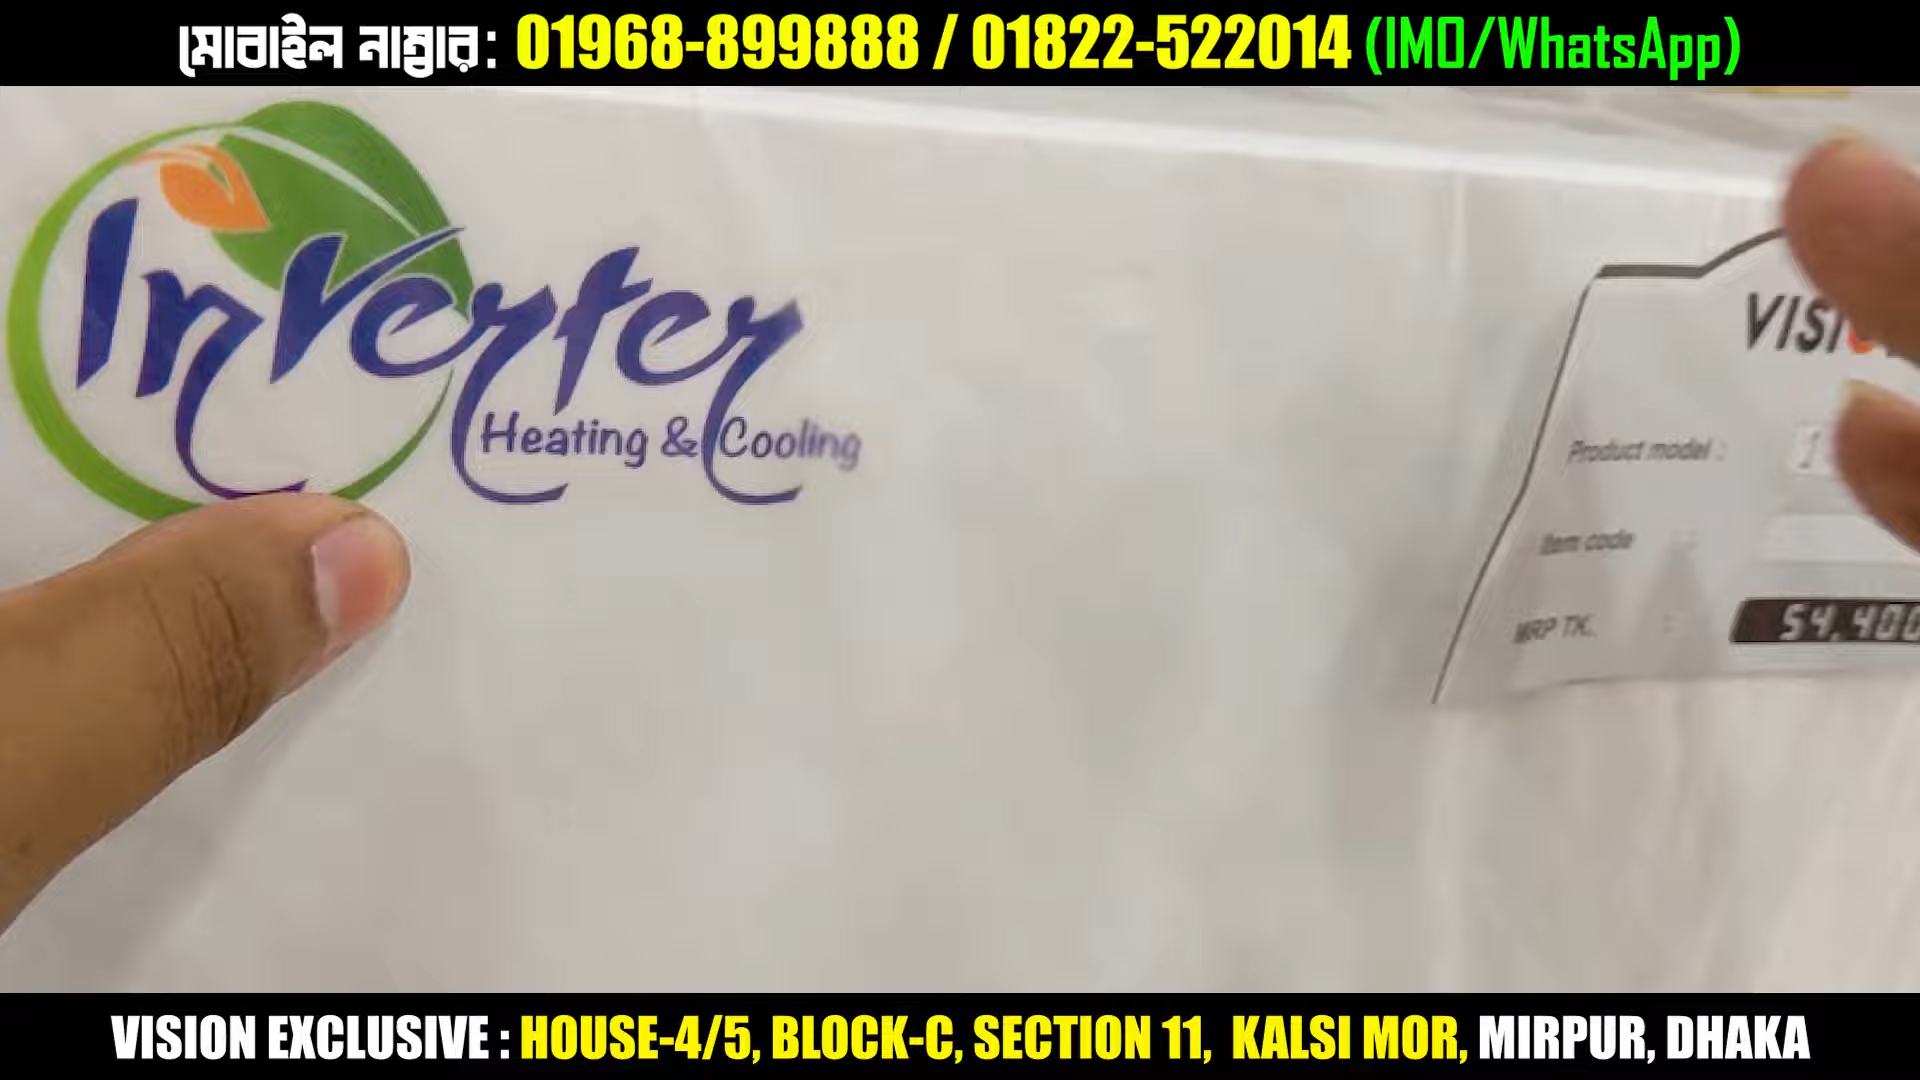 মোবাইল নাম্বার: 01968-899888 / 01822-522014 (IMO/WhatsApp)
Inverter
Heating & Cooling
Product model :
Item code
MRP TK. :
VISION EXCLUSIVE : HOUSE-4/5, BLOCK-C, SECTION 11, KALSI MOR, MIRPUR, DHAKA